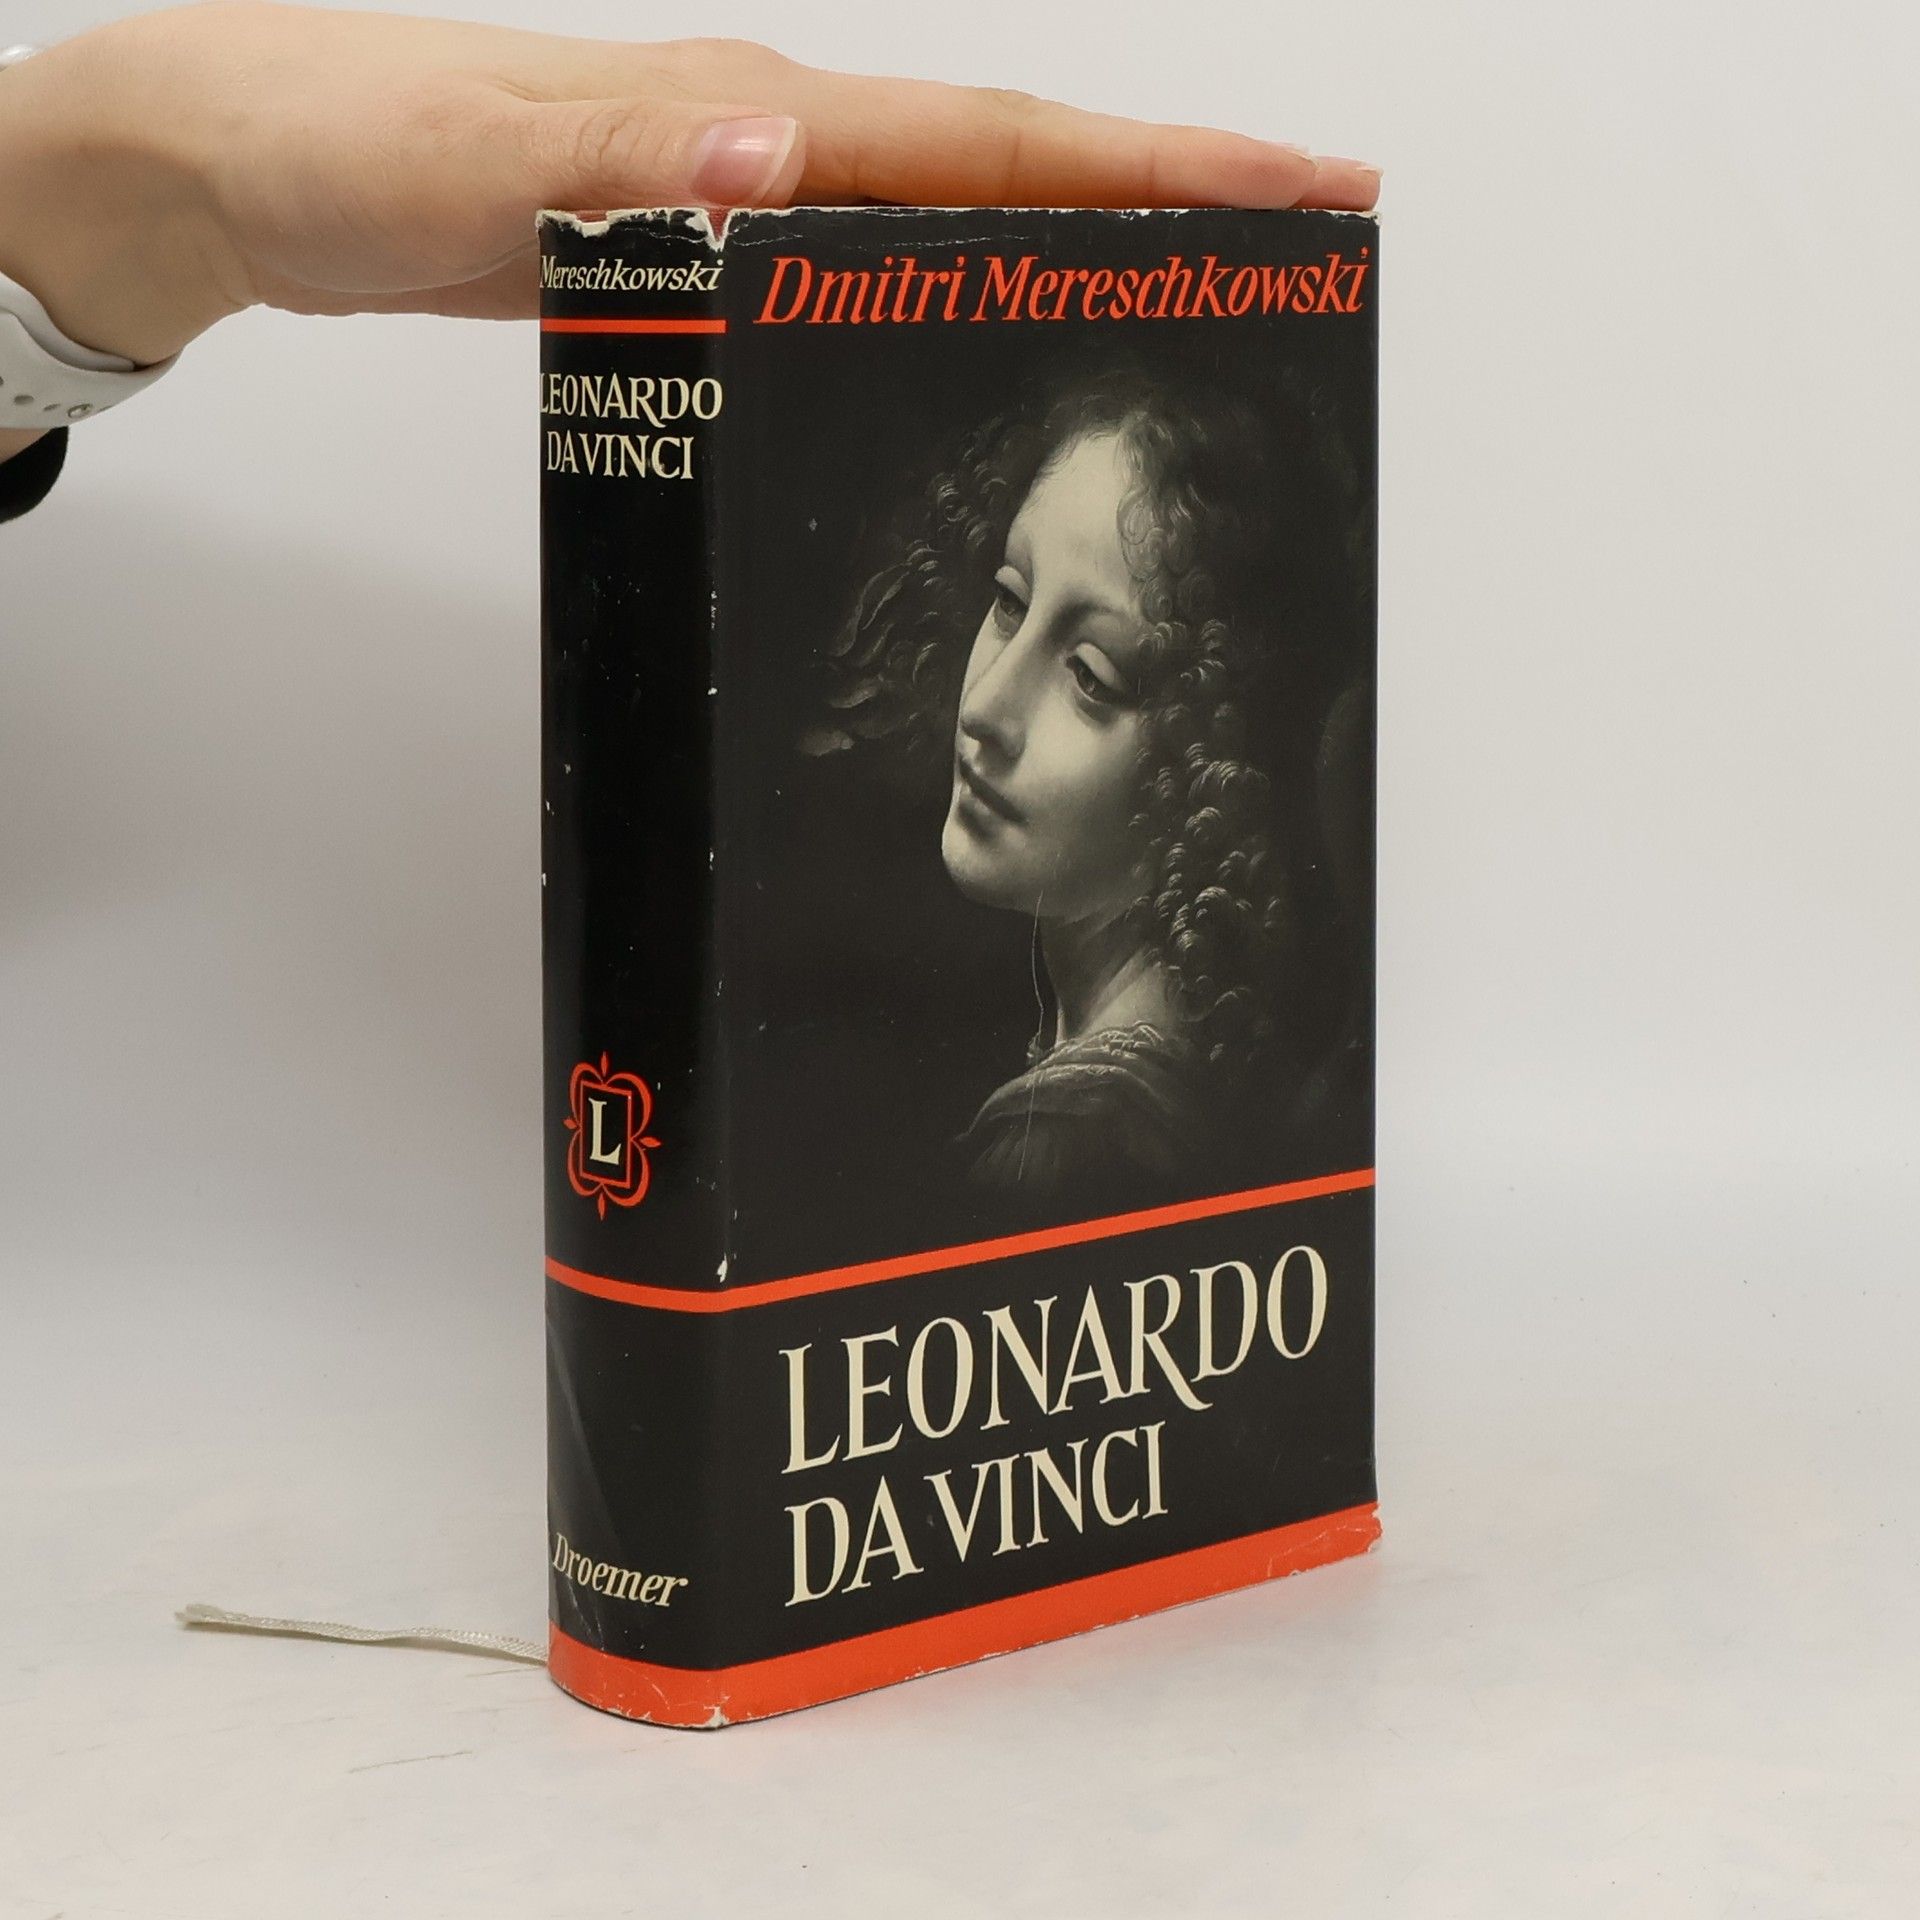 Mereschkowski
LEONARDO
DA VINCI
L
Droemer
Dmitri Mereschkowski
LEONARDO
DA VINCI